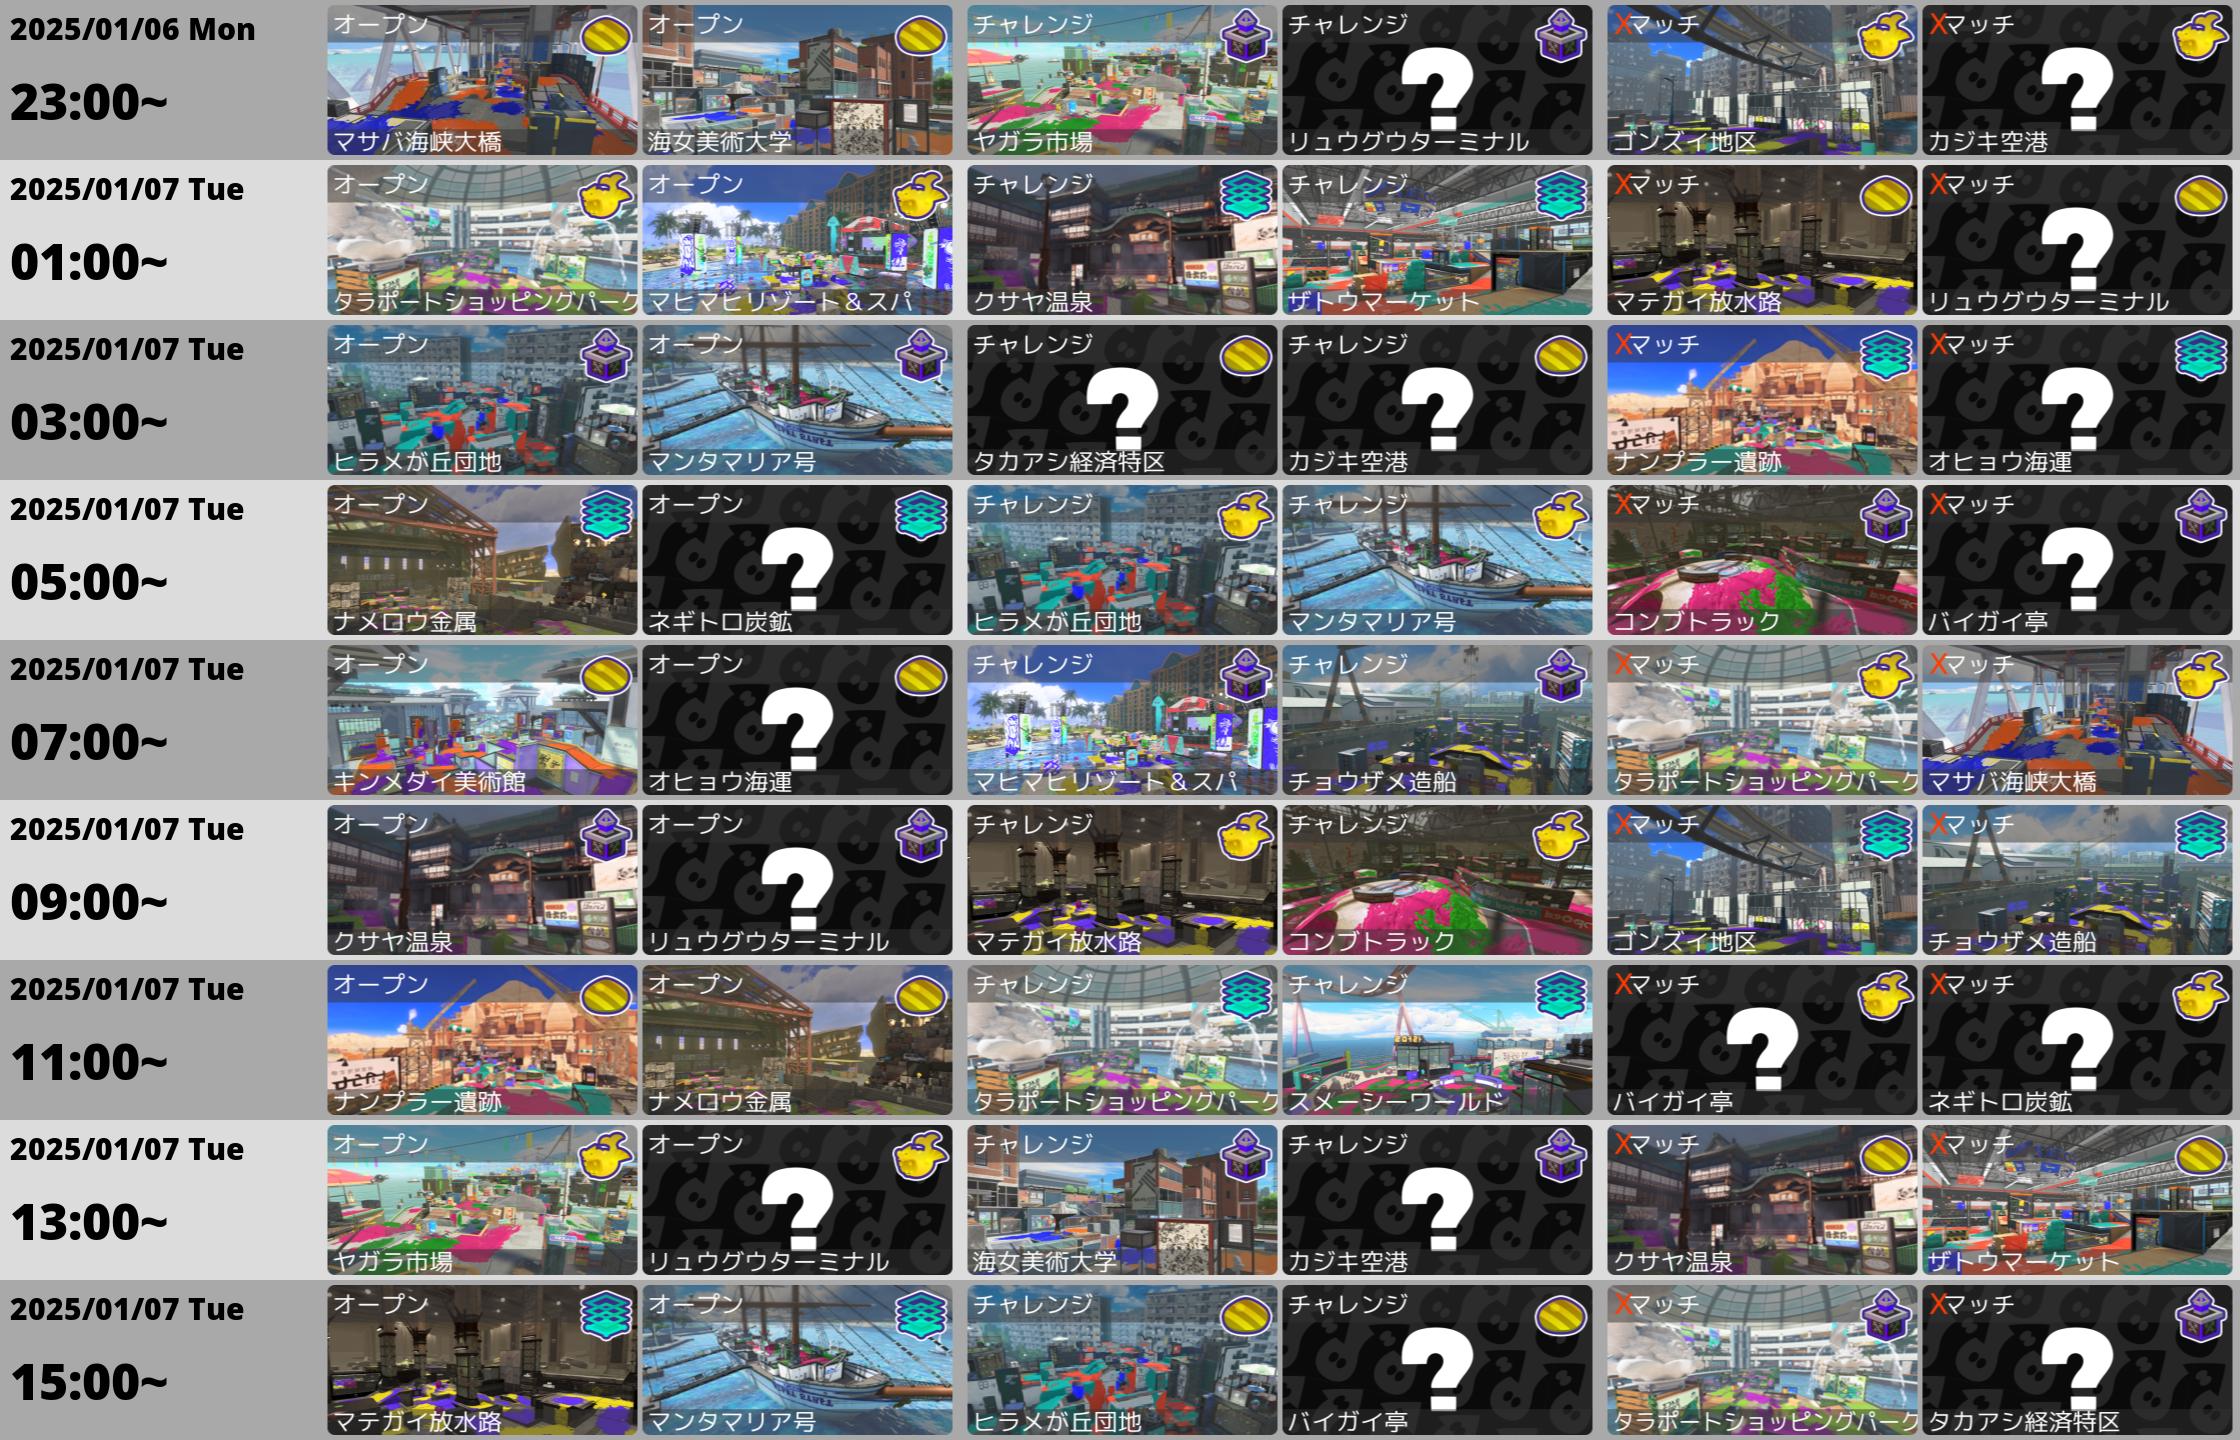 2025/01/06 Mon
23:00~
オープン
マサバ海峡大橋
オープン
海女美術大学
チャレンジ
ヤガラ市場
チャレンジ
リュウグウターミナル
Xマッチ
ゴンズイ地区
Xマッチ
カジキ空港
2025/01/07 Tue
01:00~
オープン
タラポートショッピングパーク
オープン
マヒマヒリゾート＆スパ
チャレンジ
クサヤ温泉
チャレンジ
ザトウマーケット
Xマッチ
マテガイ放水路
Xマッチ
リュウグウターミナル
2025/01/07 Tue
03:00~
オープン
ヒラメが丘団地
オープン
マンタマリア号
チャレンジ
タカアシ経済特区
チャレンジ
カジキ空港
Xマッチ
ナンプラー遺跡
Xマッチ
オヒョウ海運
2025/01/07 Tue
05:00~
オープン
ナメロウ金属
オープン
ネギトロ炭鉱
チャレンジ
ヒラメが丘団地
チャレンジ
マンタマリア号
Xマッチ
コンブトラック
Xマッチ
バイガイ亭
2025/01/07 Tue
07:00~
オープン
キンメダイ美術館
オープン
オヒョウ海運
チャレンジ
マヒマヒリゾート＆スパ
チャレンジ
チョウザメ造船
Xマッチ
タラポートショッピングパーク
Xマッチ
マサバ海峡大橋
2025/01/07 Tue
09:00~
オープン
クサヤ温泉
オープン
リュウグウターミナル
チャレンジ
マテガイ放水路
チャレンジ
コンブトラック
Xマッチ
ゴンズイ地区
Xマッチ
チョウザメ造船
2025/01/07 Tue
11:00~
オープン
ナンプラー遺跡
オープン
ナメロウ金属
チャレンジ
タラポートショッピングパーク
チャレンジ
スメーシーワールド
Xマッチ
バイガイ亭
Xマッチ
ネギトロ炭鉱
2025/01/07 Tue
13:00~
オープン
ヤガラ市場
オープン
リュウグウターミナル
チャレンジ
海女美術大学
チャレンジ
カジキ空港
Xマッチ
クサヤ温泉
Xマッチ
ザトウマーケット
2025/01/07 Tue
15:00~
オープン
マテガイ放水路
オープン
マンタマリア号
チャレンジ
ヒラメが丘団地
チャレンジ
バイガイ亭
Xマッチ
タラポートショッピングパーク
Xマッチ
タカアシ経済特区